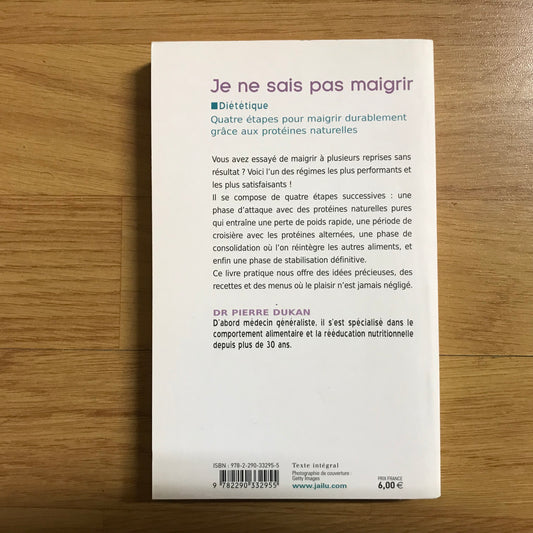 Je ne sais pas maigrir
Diététique
Quatre étapes pour maigrir durablement
grâce aux protéines naturelles
Vous avez essayé de maigrir à plusieurs reprises sans
résultat ? Voici l'un des régimes les plus performants et
les plus satisfaisants !
Il se compose de quatre étapes successives : une
phase d'attaque avec des protéines naturelles pures
qui entraîne une perte de poids rapide, une période de
croisière avec les protéines alternées, une phase de
consolidation où l'on réintègre les autres aliments, et
enfin une phase de stabilisation définitive.
Ce livre pratique nous offre des idées précieuses, des
recettes et des menus où le plaisir n'est jamais négligé.
DR PIERRE DUKAN
D'abord médecin généraliste, il s'est spécialisé dans le
comportement alimentaire et la rééducation nutritionnelle
depuis plus de 30 ans.
ISBN : 978-2-290-33295-5
9 782290 332955
Texte intégral
Photographie de couverture :
Getty Images
www.jailu.com
PRIX FRANCE
6,00 €